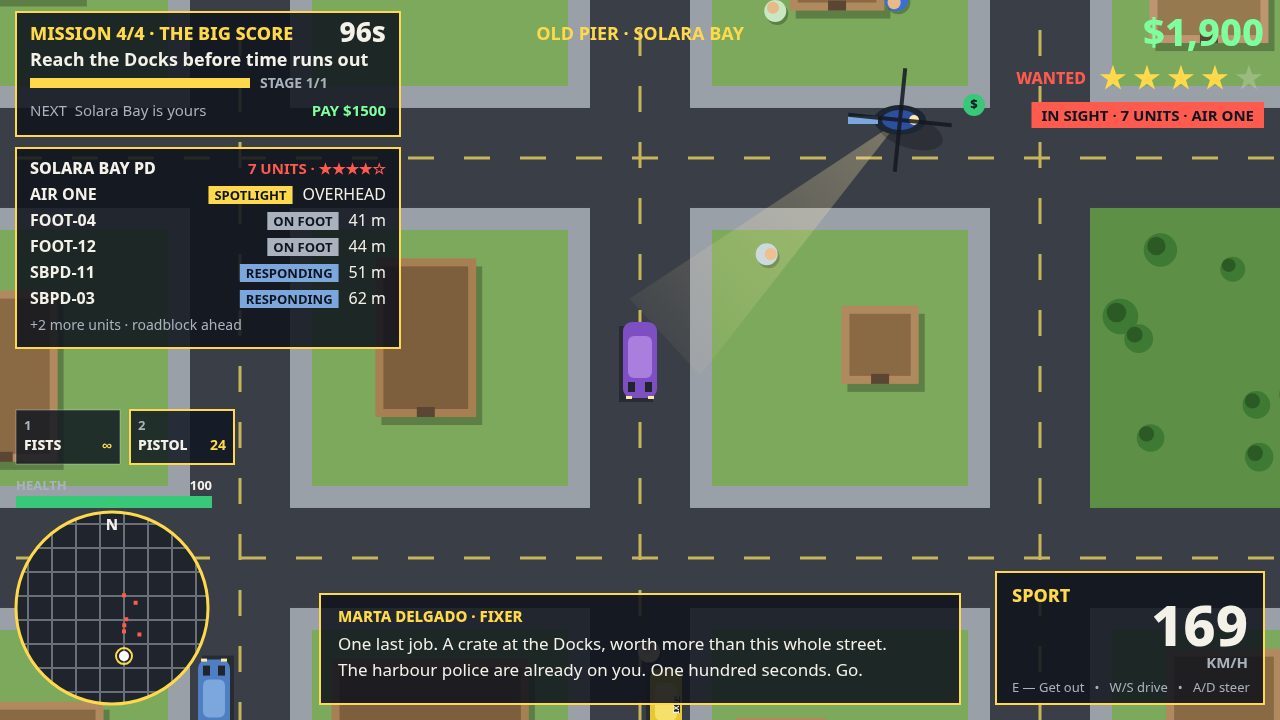 MISSION 4/4 · THE BIG SCORE 96s
Reach the Docks before time runs out
STAGE 1/1
NEXT Solara Bay is yours PAY $1500
OLD PIER · SOLARA BAY
$1,900
WANTED ★★★★★
IN SIGHT · 7 UNITS · AIR ONE
$
SOLARA BAY PD 7 UNITS · ★★★★☆
AIR ONE SPOTLIGHT OVERHEAD
FOOT-04 ON FOOT 41 m
FOOT-12 ON FOOT 44 m
SBPD-11 RESPONDING 51 m
SBPD-03 RESPONDING 62 m
+2 more units · roadblock ahead
1
FISTS ∞
2
PISTOL 24
HEALTH 100
N
MARTA DELGADO · FIXER
One last job. A crate at the Docks, worth more than this whole street.
The harbour police are already on you. One hundred seconds. Go.
SPORT
169
KM/H
E — Get out • W/S drive • A/D steer